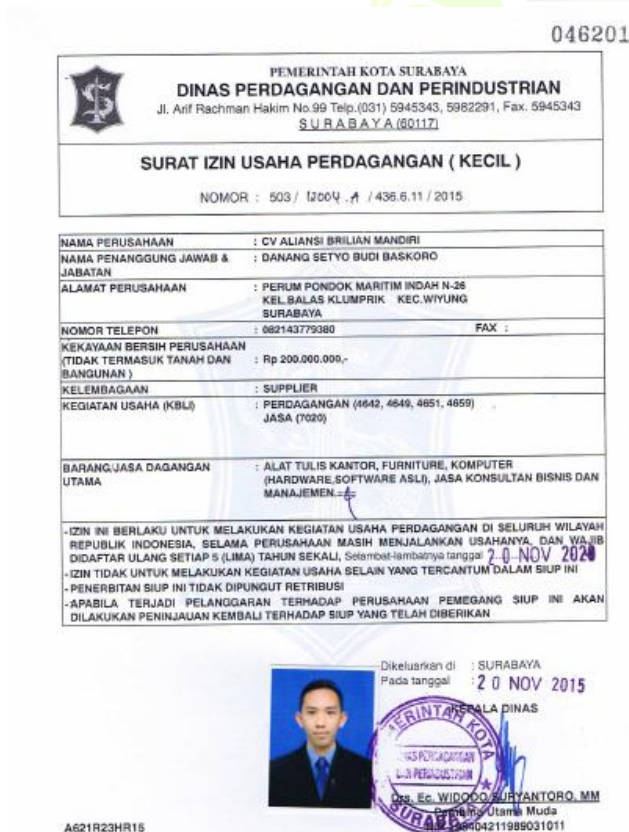 046201
PEMERINTAH KOTA SURABAYA
DINAS PERDAGANGAN DAN PERINDUSTRIAN
Jl. Arif Rachman Hakim No.99 Telp.(031) 5945343, 5982291, Fax. 5945343
SURABAYA (60117)
SURAT IZIN USAHA PERDAGANGAN ( KECIL )
NOMOR : 503 / .A / 436.6.11 / 2015
NAMA PERUSAHAAN : CV ALIANSI BRILIAN MANDIRI
NAMA PENANGGUNG JAWAB & : DANANG SETYO BUDI BASKORO
JABATAN
ALAMAT PERUSAHAAN : PERUM PONDOK MARITIM INDAH N-26
KEL.BALAS KLUMPRIK KEC.WIYUNG
SURABAYA
NOMOR TELEPON : 082143779380 FAX :
KEKAYAAN BERSIH PERUSAHAAN
(TIDAK TERMASUK TANAH DAN : Rp 200.000.000,-
BANGUNAN )
KELEMBAGAAN : SUPPLIER
KEGIATAN USAHA (KBLI) : PERDAGANGAN (4642, 4649, 4651, 4659)
JASA (7020)
BARANG/JASA DAGANGAN : ALAT TULIS KANTOR, FURNITURE, KOMPUTER
UTAMA (HARDWARE,SOFTWARE ASLI), JASA KONSULTAN BISNIS DAN
MANAJEMEN.
-IZIN INI BERLAKU UNTUK MELAKUKAN KEGIATAN USAHA PERDAGANGAN DI SELURUH WILAYAH
REPUBLIK INDONESIA, SELAMA PERUSAHAAN MASIH MENJALANKAN USAHANYA, DAN WAJIB
DIDAFTAR ULANG SETIAP 5 (LIMA) TAHUN SEKALI, Selambat-lambatnya tanggal 20 NOV 2020
-IZIN TIDAK UNTUK MELAKUKAN KEGIATAN USAHA SELAIN YANG TERCANTUM DALAM SIUP INI
-PENERBITAN SIUP INI TIDAK DIPUNGUT RETRIBUSI
-APABILA TERJADI PELANGGARAN TERHADAP PERUSAHAAN PEMEGANG SIUP INI AKAN
DILAKUKAN PENINJAUAN KEMBALI TERHADAP SIUP YANG TELAH DIBERIKAN
Dikeluarkan di : SURABAYA
Pada tanggal : 20 NOV 2015
KEPALA DINAS
PEMERINTAH KOTA
DINAS PERDAGANGAN
DAN PERINDUSTRIAN
SURABAYA
Drs. Ec. WIDODO SURYANTORO, MM
Pembina Utama Muda
A621R23HR15